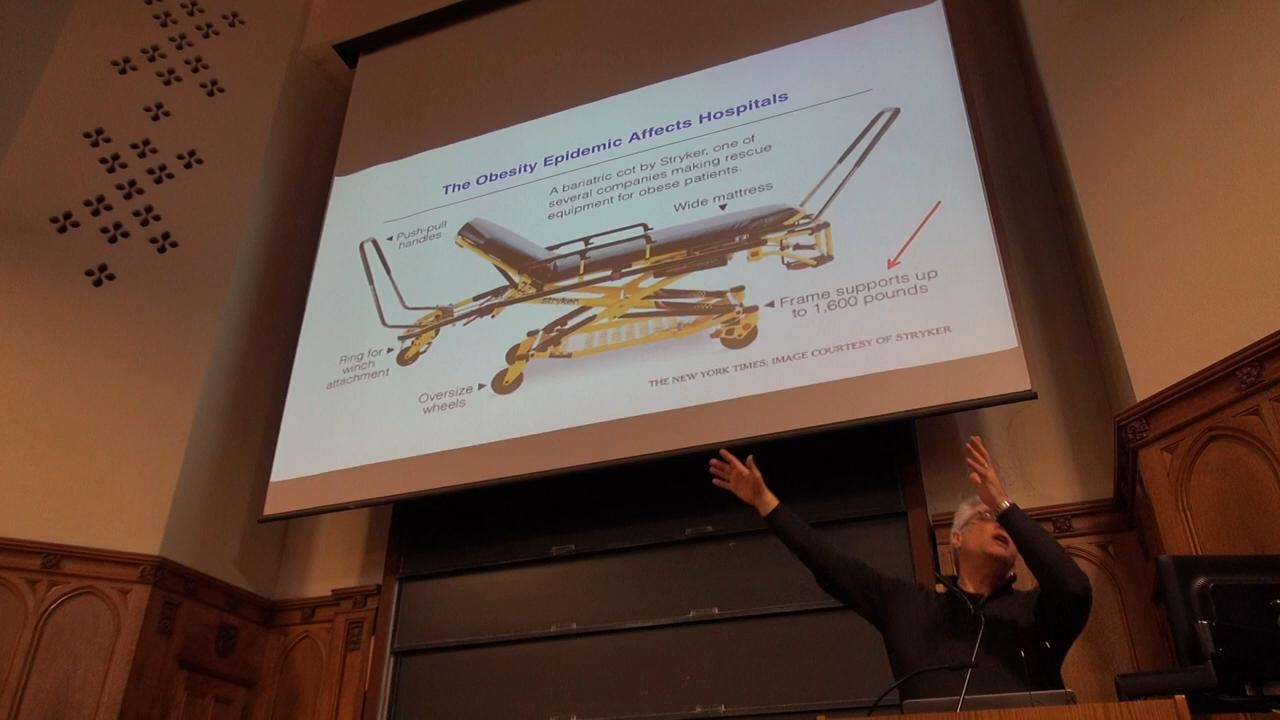 The Obesity Epidemic Affects Hospitals
A bariatric cot by Stryker, one of
several companies making rescue
equipment for obese patients.
Push-pull
handles
Wide mattress
stryker
Frame supports up
to 1,600 pounds
Ring for
winch
attachment
Oversize
wheels
THE NEW YORK TIMES; IMAGE COURTESY OF STRYKER